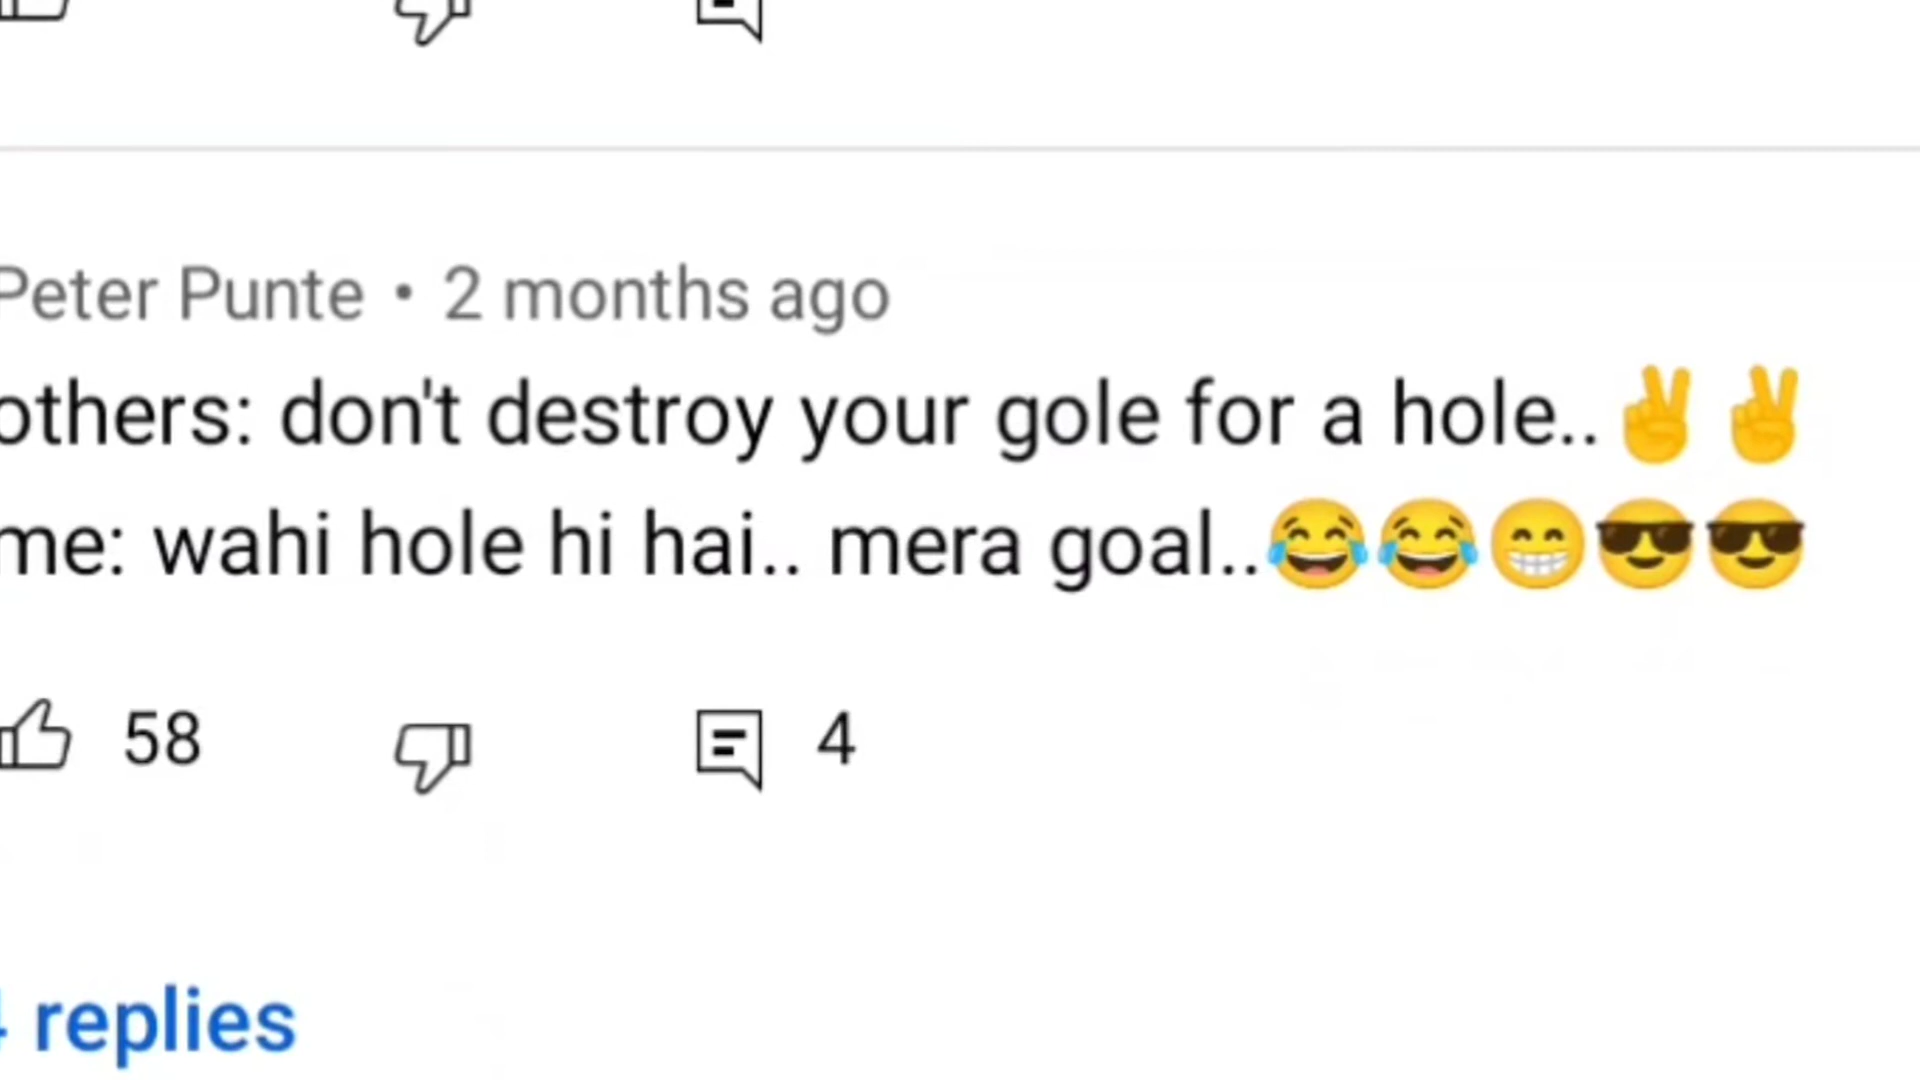 Peter Punte • 2 months ago
others: don't destroy your gole for a hole..✌️✌️
me: wahi hole hi hai.. mera goal..😂😂😁😎😎
58 4
4 replies